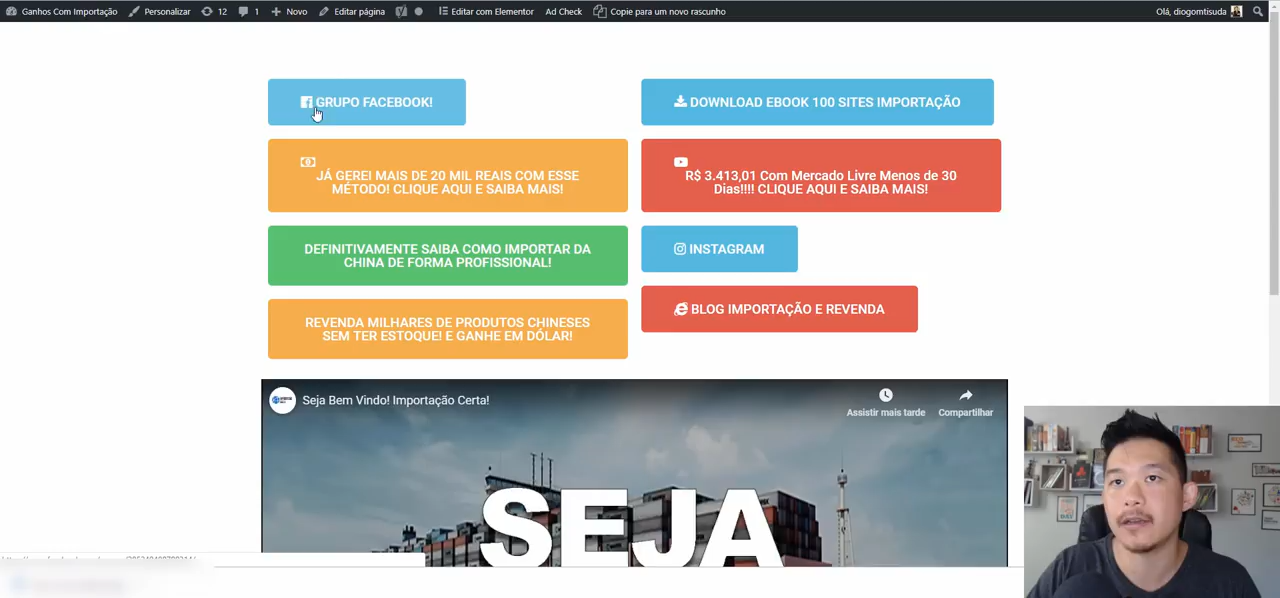 Ganhos Com Importação Personalizar 12 1 Novo Editar página Editar com Elementor Ad Check Copie para um novo rascunho Olá, diogomtisuda
GRUPO FACEBOOK!
DOWNLOAD EBOOK 100 SITES IMPORTAÇÃO
JÁ GEREI MAIS DE 20 MIL REAIS COM ESSE
MÉTODO! CLIQUE AQUI E SAIBA MAIS!
R$ 3.413,01 Com Mercado Livre Menos de 30
Dias!!!! CLIQUE AQUI E SAIBA MAIS!
DEFINITIVAMENTE SAIBA COMO IMPORTAR DA
CHINA DE FORMA PROFISSIONAL!
INSTAGRAM
REVENDA MILHARES DE PRODUTOS CHINESES
SEM TER ESTOQUE! E GANHE EM DÓLAR!
BLOG IMPORTAÇÃO E REVENDA
Seja Bem Vindo! Importação Certa!
Assistir mais tarde
Compartilhar
SEJA